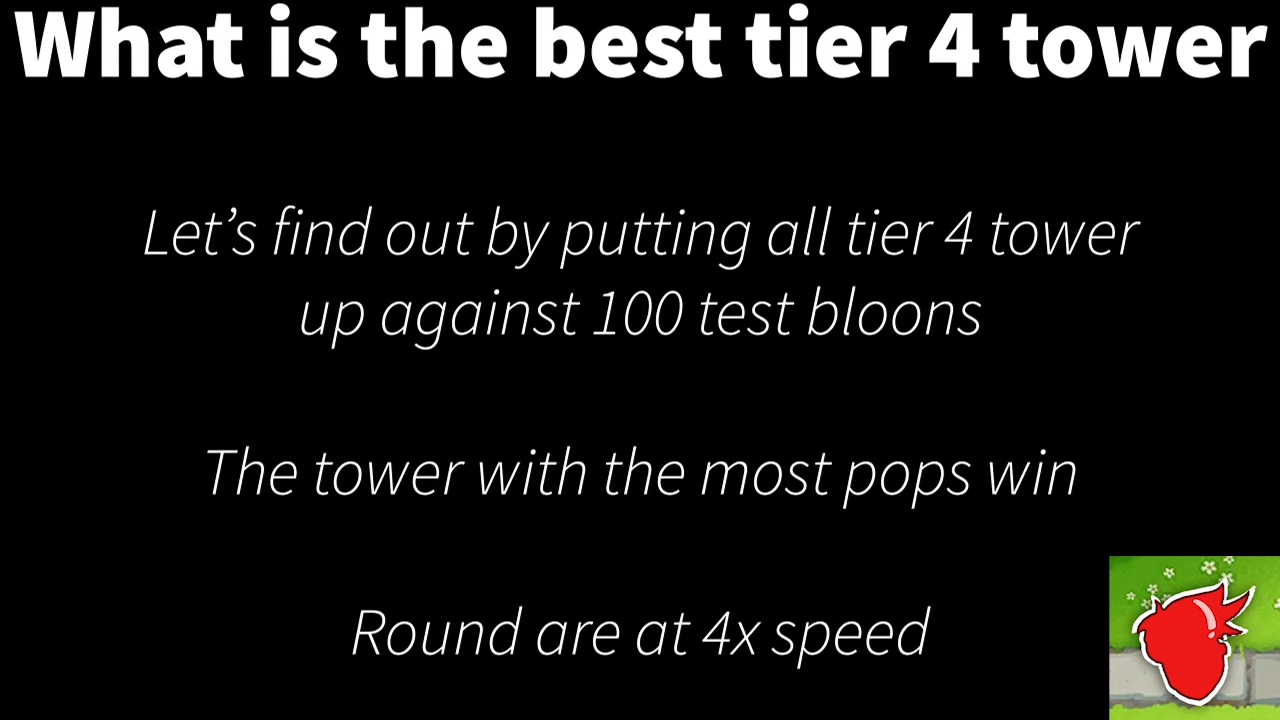 What is the best tier 4 tower
Let’s find out by putting all tier 4 tower
up against 100 test bloons
The tower with the most pops win
Round are at 4x speed